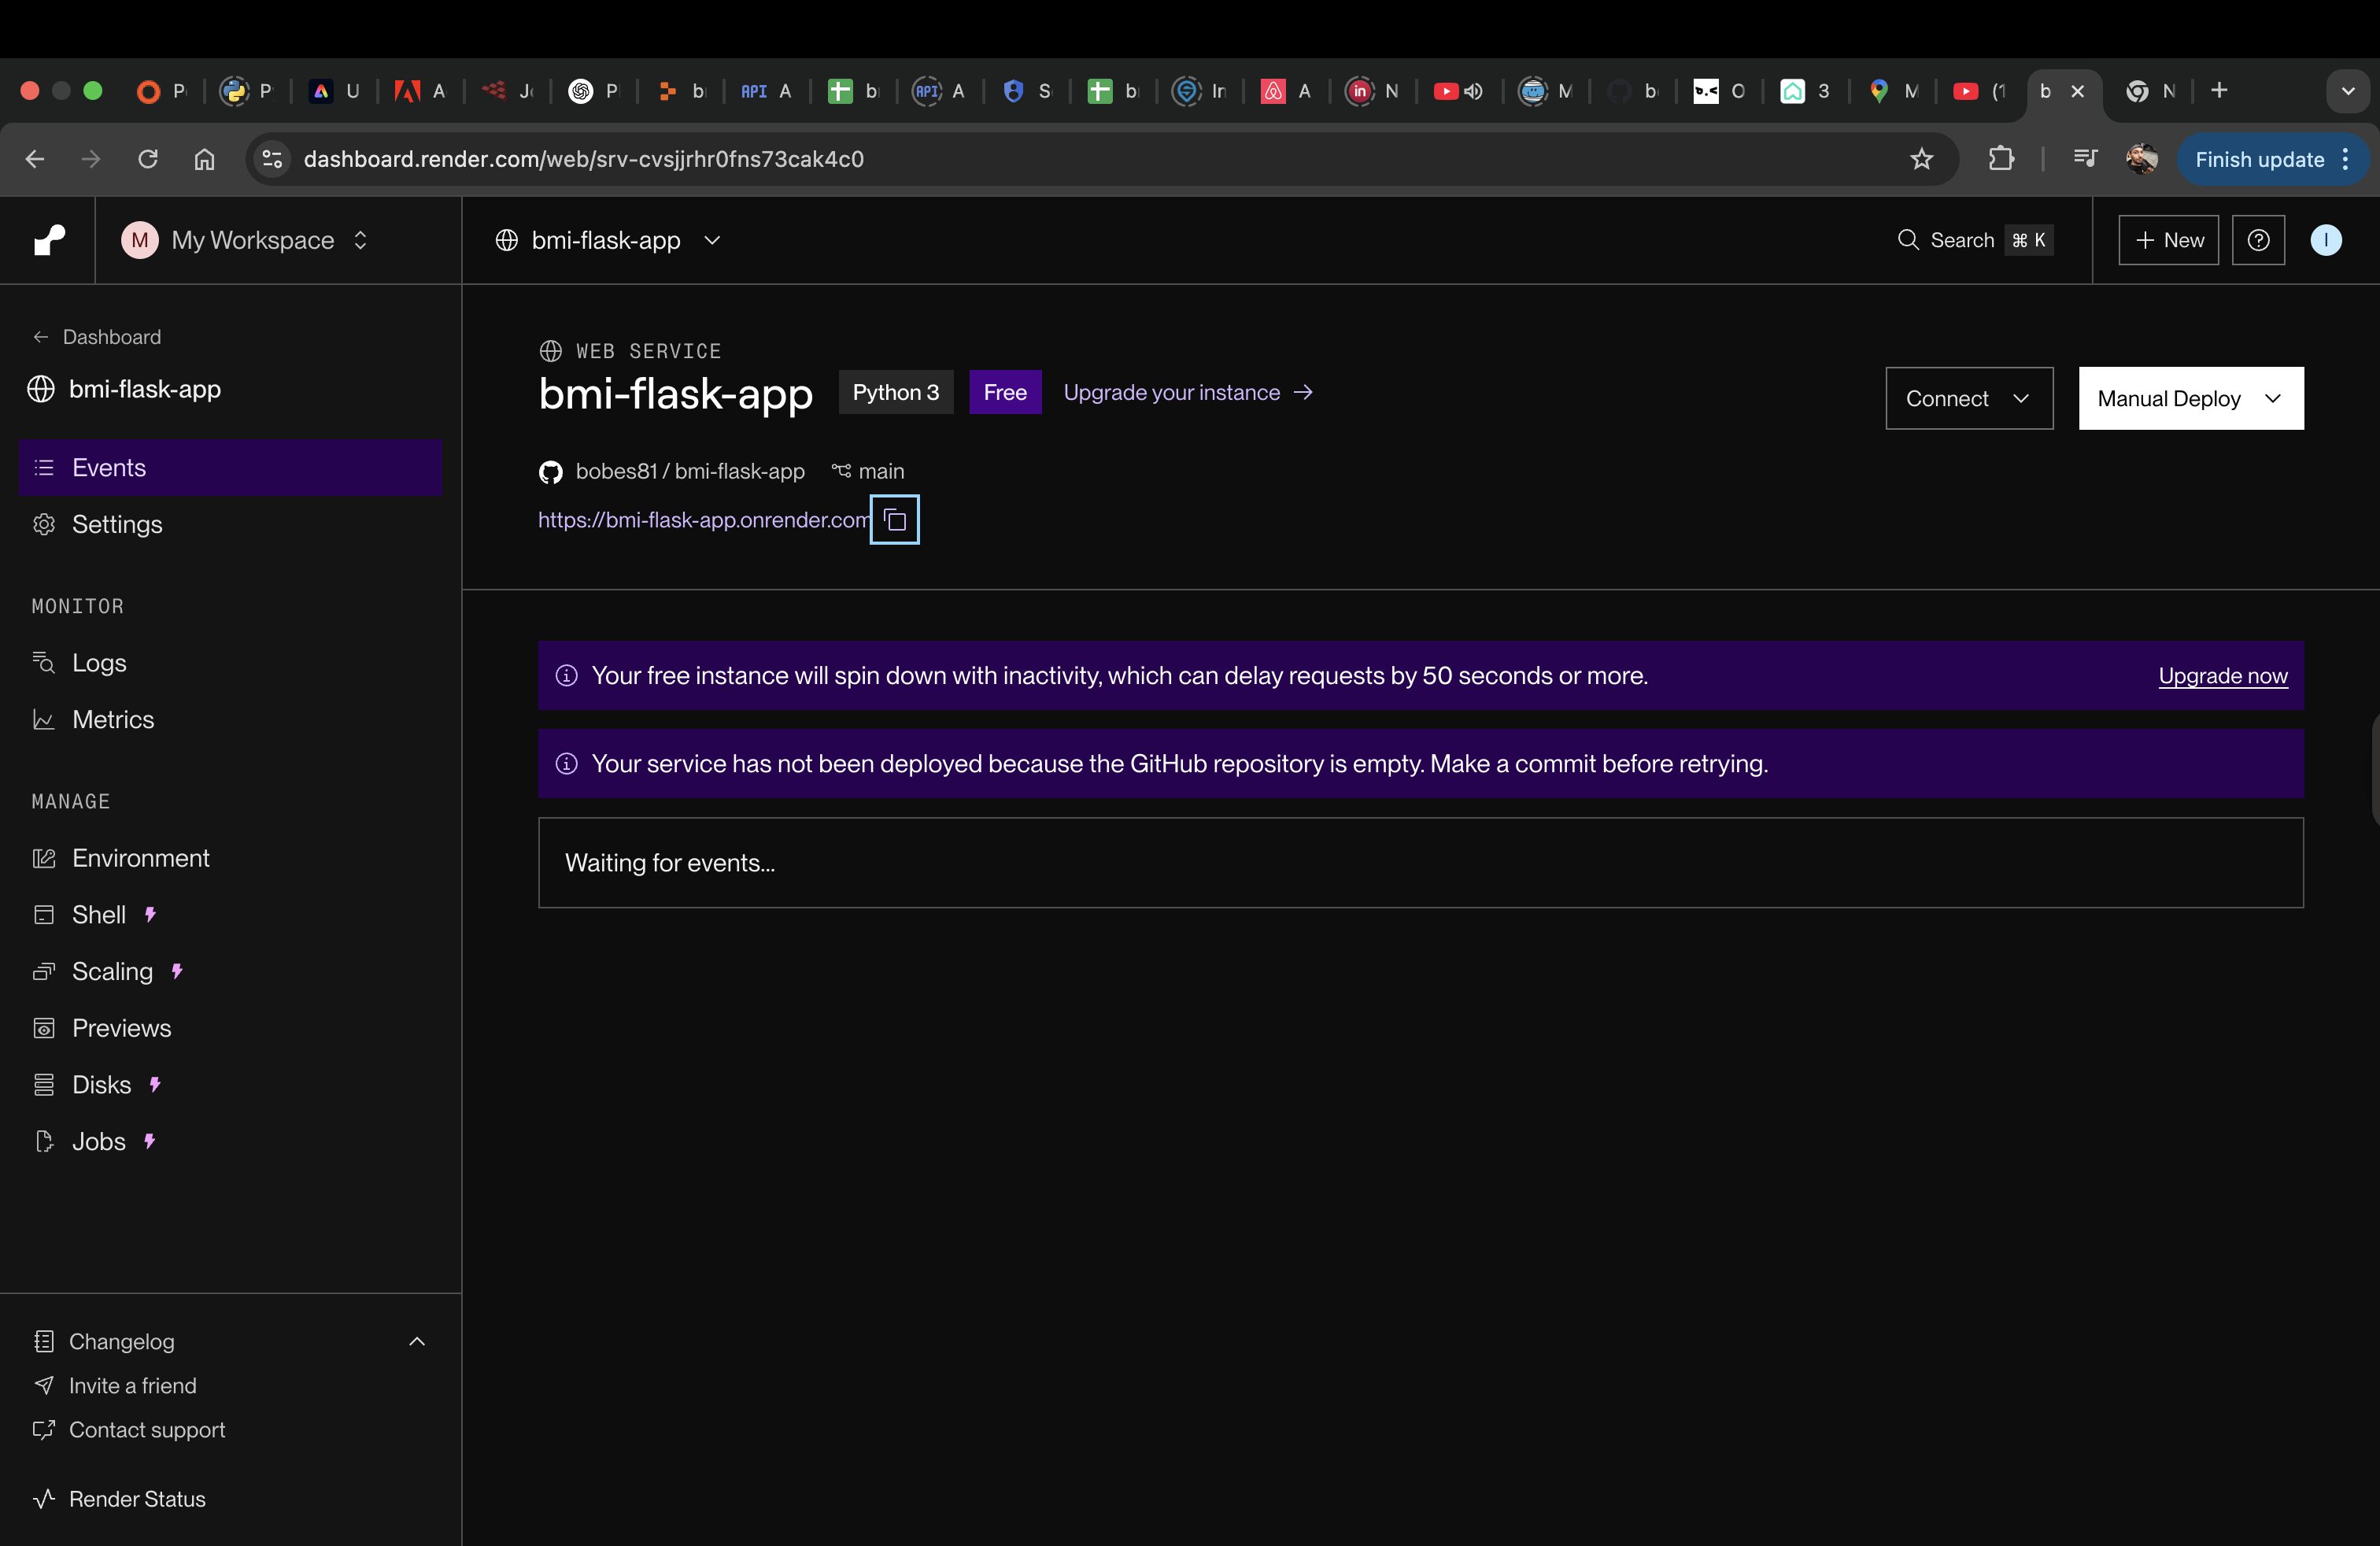 P
P
U
A
J
P
b
API A
b
API A
S
b
In
A
in N
M
b
O
3
M
(1
b
N
dashboard.render.com/web/srv-cvsjjrhr0fns73cak4c0
Finish update
M My Workspace
bmi-flask-app
Search ⌘ K
+ New
I
← Dashboard
bmi-flask-app
Events
Settings
MONITOR
Logs
Metrics
MANAGE
Environment
Shell
Scaling
Previews
Disks
Jobs
Changelog
Invite a friend
Contact support
Render Status
WEB SERVICE
bmi-flask-app Python 3 Free Upgrade your instance →
Connect
Manual Deploy
bobes81 / bmi-flask-app main
https://bmi-flask-app.onrender.com
Your free instance will spin down with inactivity, which can delay requests by 50 seconds or more. Upgrade now
Your service has not been deployed because the GitHub repository is empty. Make a commit before retrying.
Waiting for events...